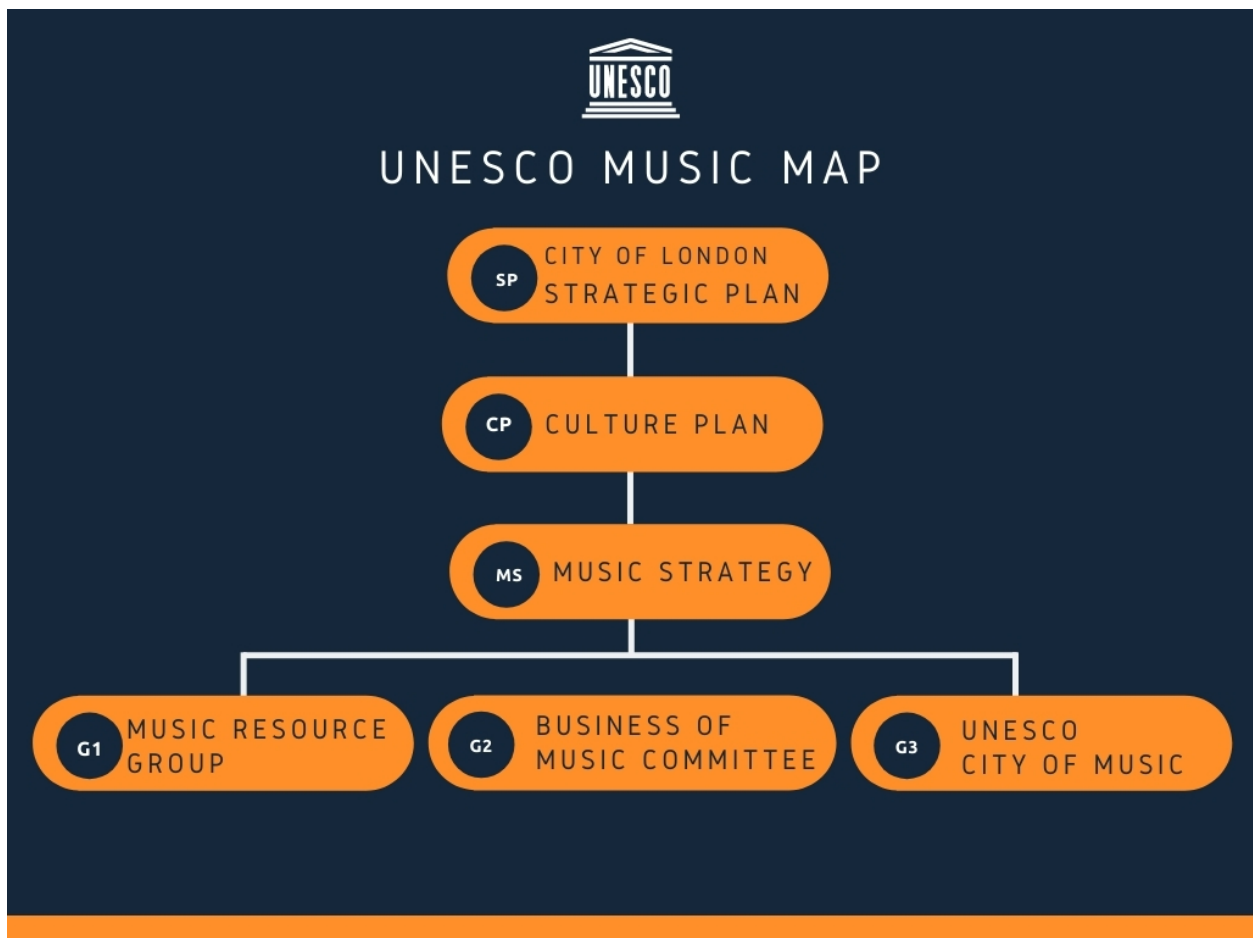 UNESCO
UNESCO MUSIC MAP
SP
CITY OF LONDON
STRATEGIC PLAN
CP
CULTURE PLAN
MS
MUSIC STRATEGY
G1
MUSIC RESOURCE
GROUP
G2
BUSINESS OF
MUSIC COMMITTEE
G3
UNESCO
CITY OF MUSIC